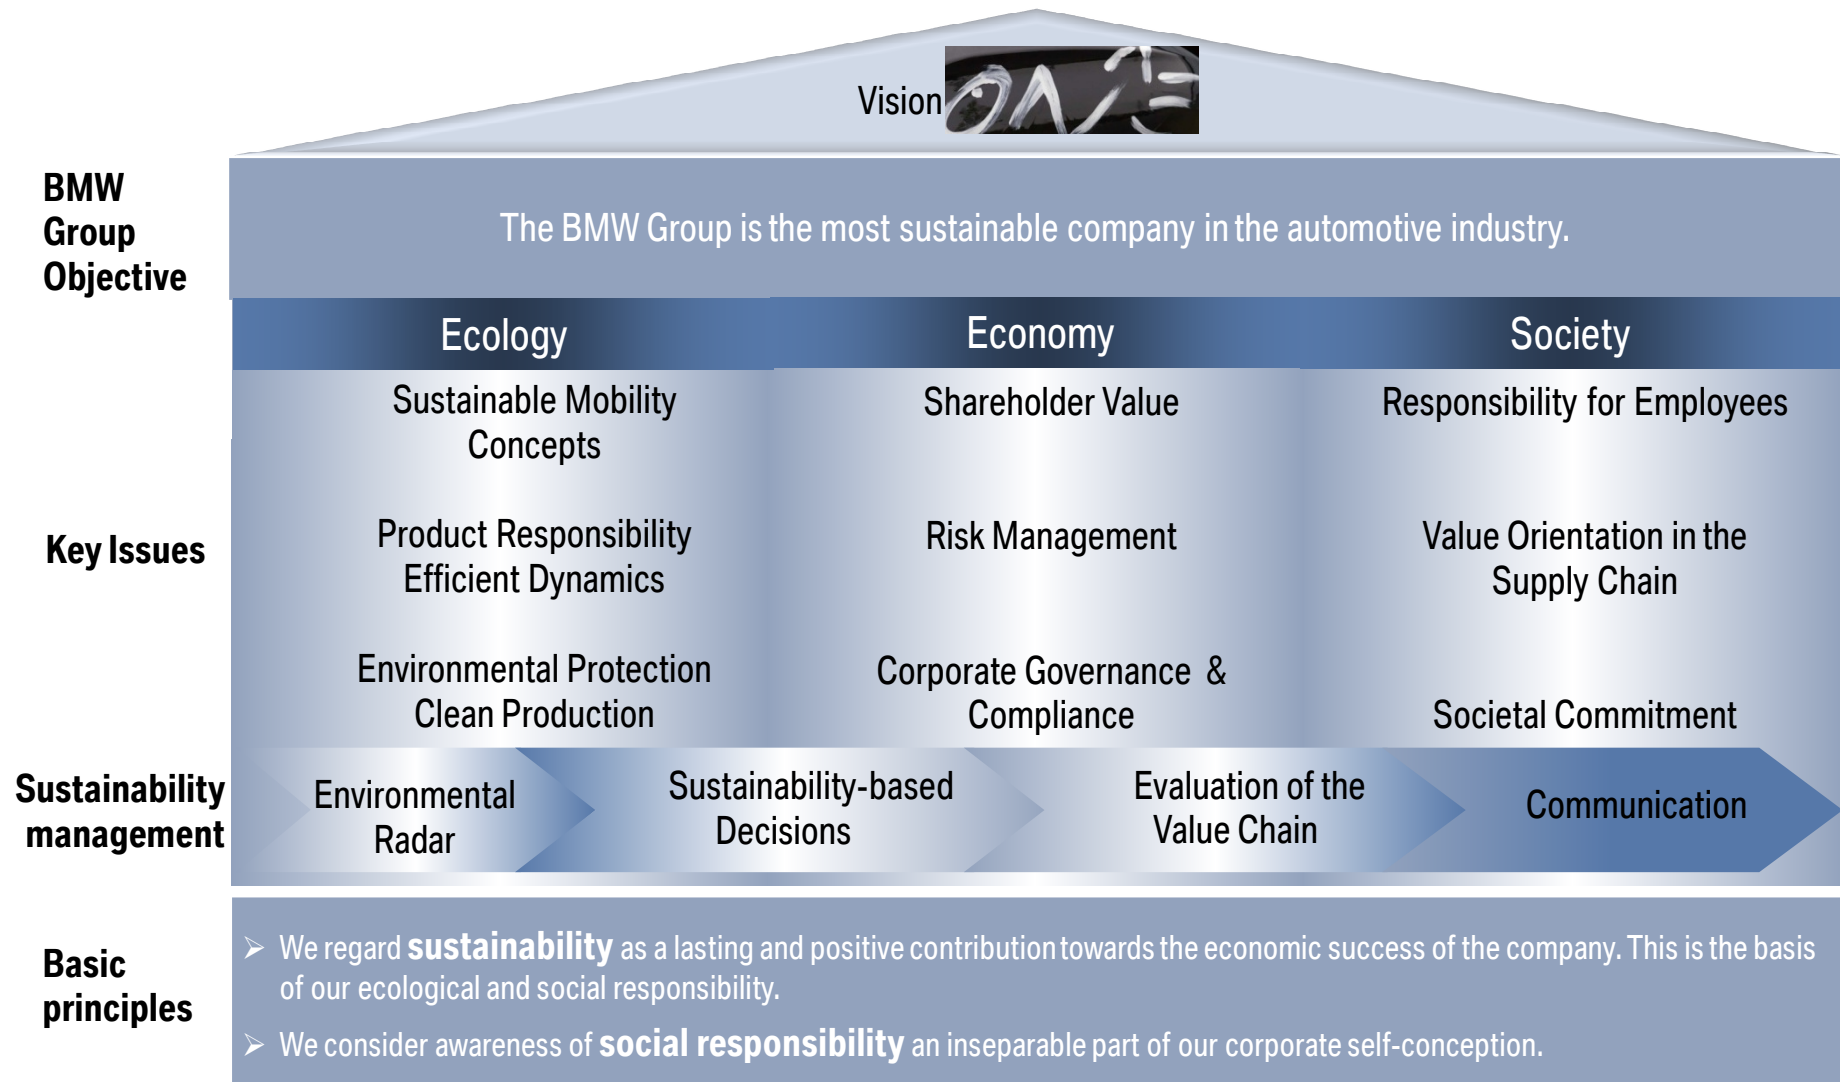 Vision
BMW
Group
Objective
The BMW Group is the most sustainable company in the automotive industry.
Ecology
Economy
Society
Key Issues
Sustainable Mobility
Concepts
Product Responsibility
Efficient Dynamics
Environmental Protection
Clean Production
Shareholder Value
Risk Management
Corporate Governance &
Compliance
Responsibility for Employees
Value Orientation in the
Supply Chain
Societal Commitment
Sustainability
management
Environmental
Radar
Sustainability-based
Decisions
Evaluation of the
Value Chain
Communication
Basic
principles
➢ We regard sustainability as a lasting and positive contribution towards the economic success of the company. This is the basis
of our ecological and social responsibility.
➢ We consider awareness of social responsibility an inseparable part of our corporate self-conception.